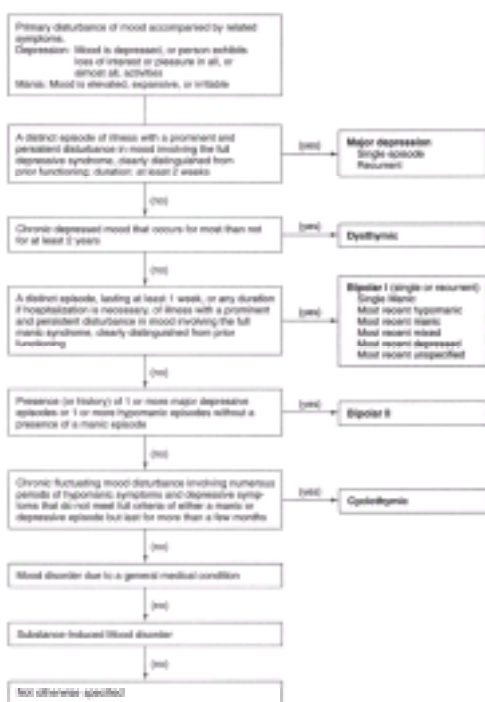 Primary disturbance of mood accompanied by related
symptoms.
Depression: Mood is depressed, or person exhibits
loss of interest or pleasure in all, or
almost all, activities
Mania: Mood is elevated, expansive, or irritable
A distinct episode of illness with a prominent and
persistent disturbance in mood involving the full
depressive syndrome, clearly distinguished from
prior functioning; duration: at least 2 weeks
(yes)
Major depression
Single episode
Recurrent
(no)
Chronic depressed mood that occurs for most than not
for at least 2 years
(yes)
Dysthymic
(no)
A distinct episode, lasting at least 1 week, or any duration
if hospitalization is necessary, of illness with a prominent
and persistent disturbance in mood involving the full
manic syndrome, clearly distinguished from prior
functioning
(yes)
Bipolar I (single or recurrent)
Single Manic
Most recent hypomanic
Most recent manic
Most recent mixed
Most recent depressed
Most recent unspecified
(no)
Presence (or history) of 1 or more major depressive
episodes or 1 or more hypomanic episodes without a
presence of a manic episode
(yes)
Bipolar II
(no)
Chronic fluctuating mood disturbance involving numerous
periods of hypomanic symptoms and depressive symp-
toms that do not meet full criteria of either a manic or
depressive episode but last for more than a few months
(yes)
Cyclothymic
(no)
Mood disorder due to a general medical condition
(no)
Substance-Induced Mood disorder
(no)
Not otherwise specified